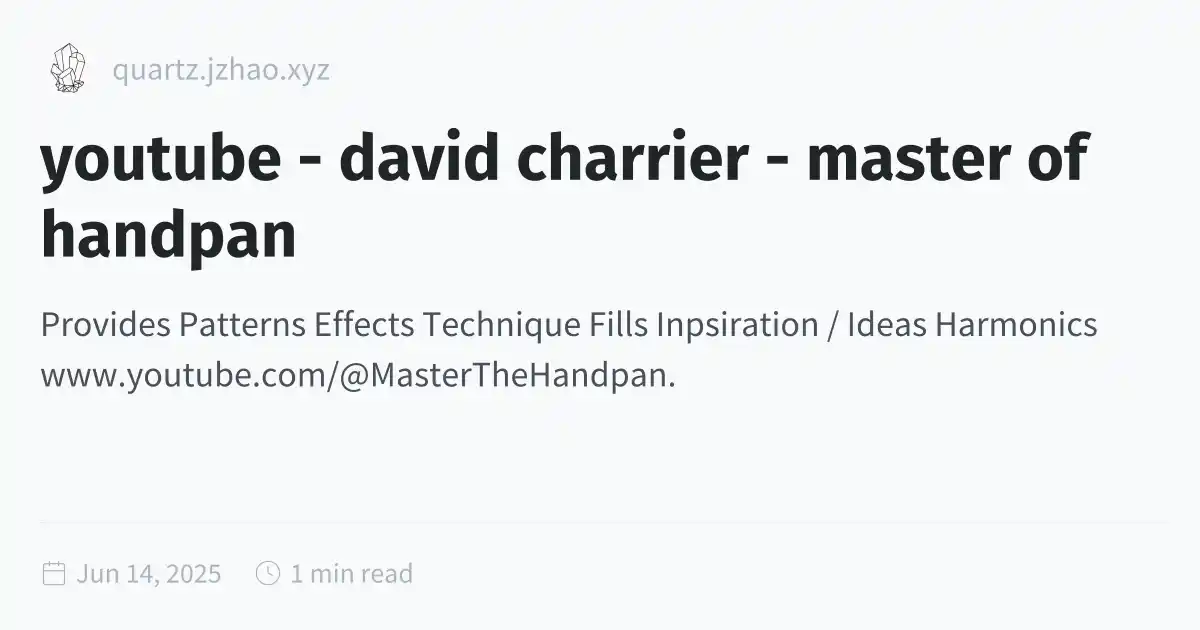 quartz.jzhao.xyz
youtube - david charrier - master of
handpan
Provides Patterns Effects Technique Fills Inpsiration / Ideas Harmonics
www.youtube.com/@MasterTheHandpan.
Jun 14, 2025 1 min read